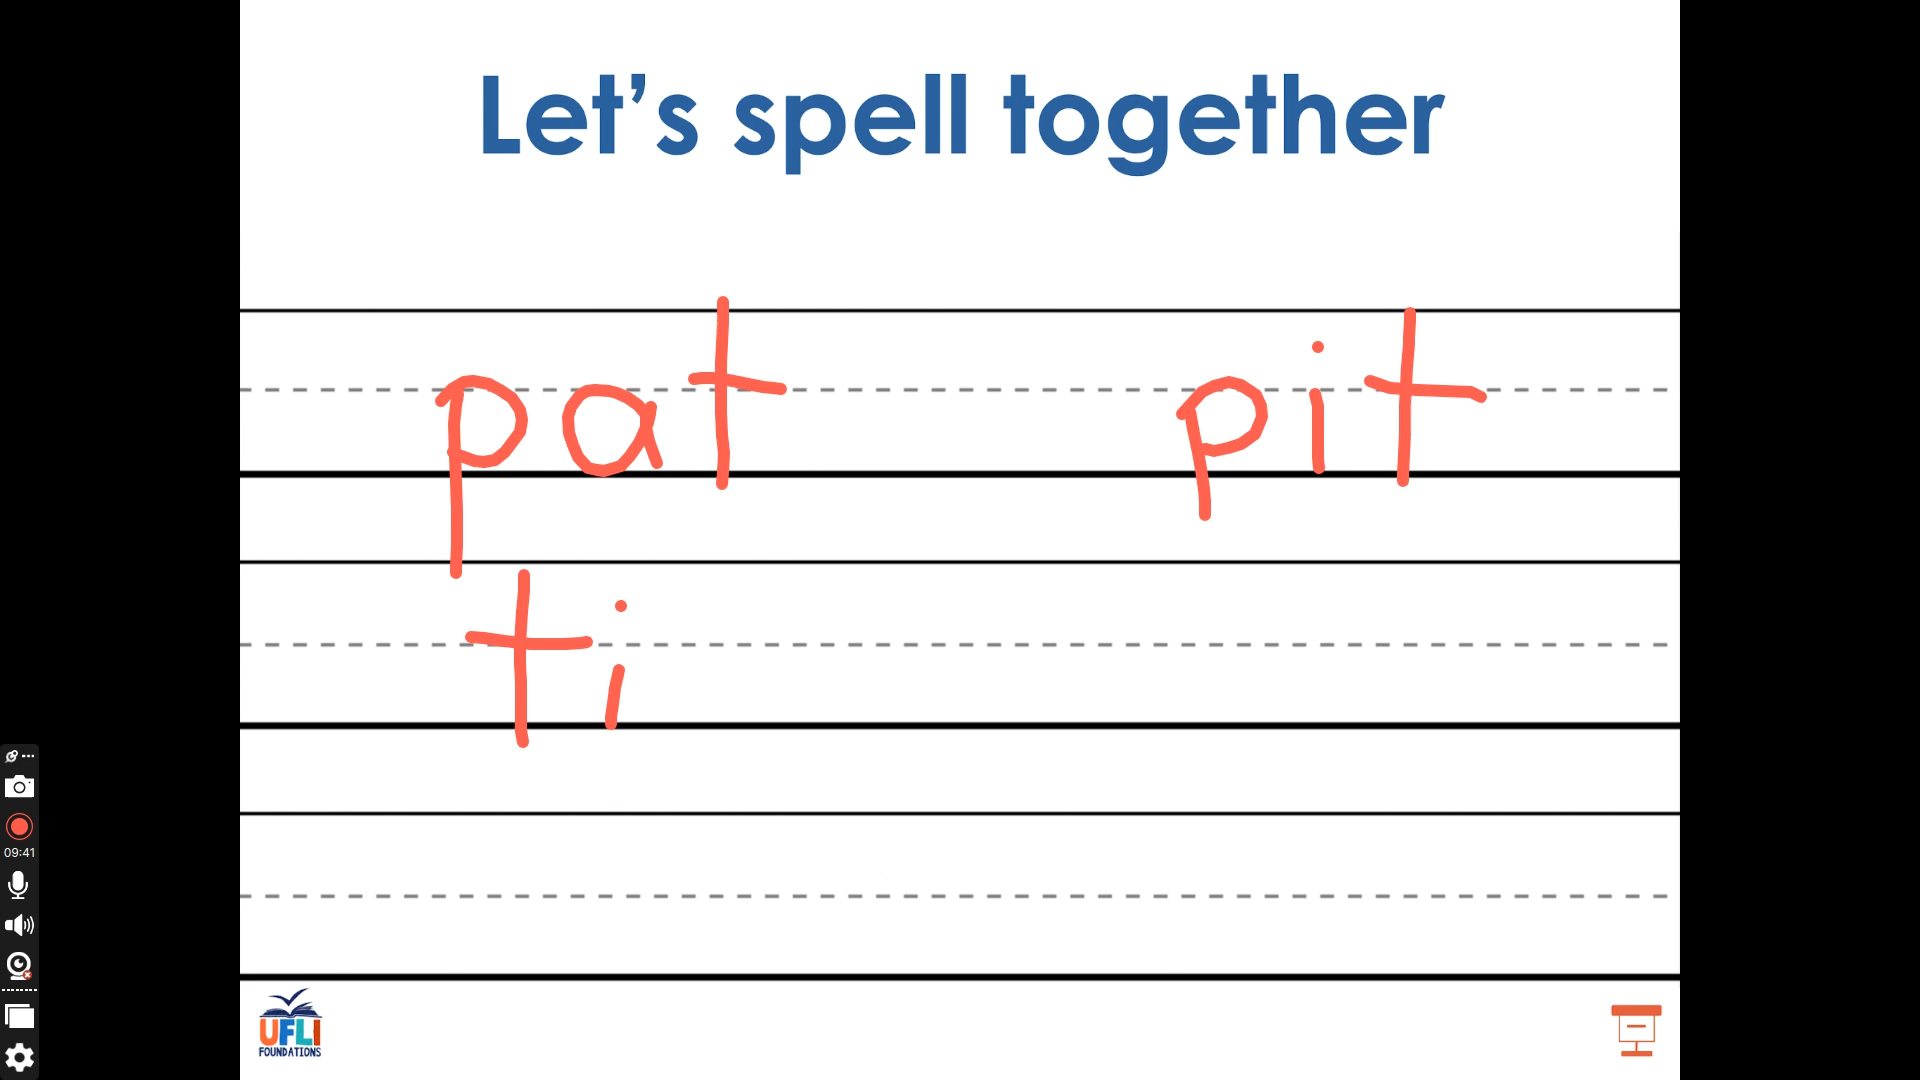 Let's spell together
pat pit
ti
09:41
UFLI
FOUNDATIONS